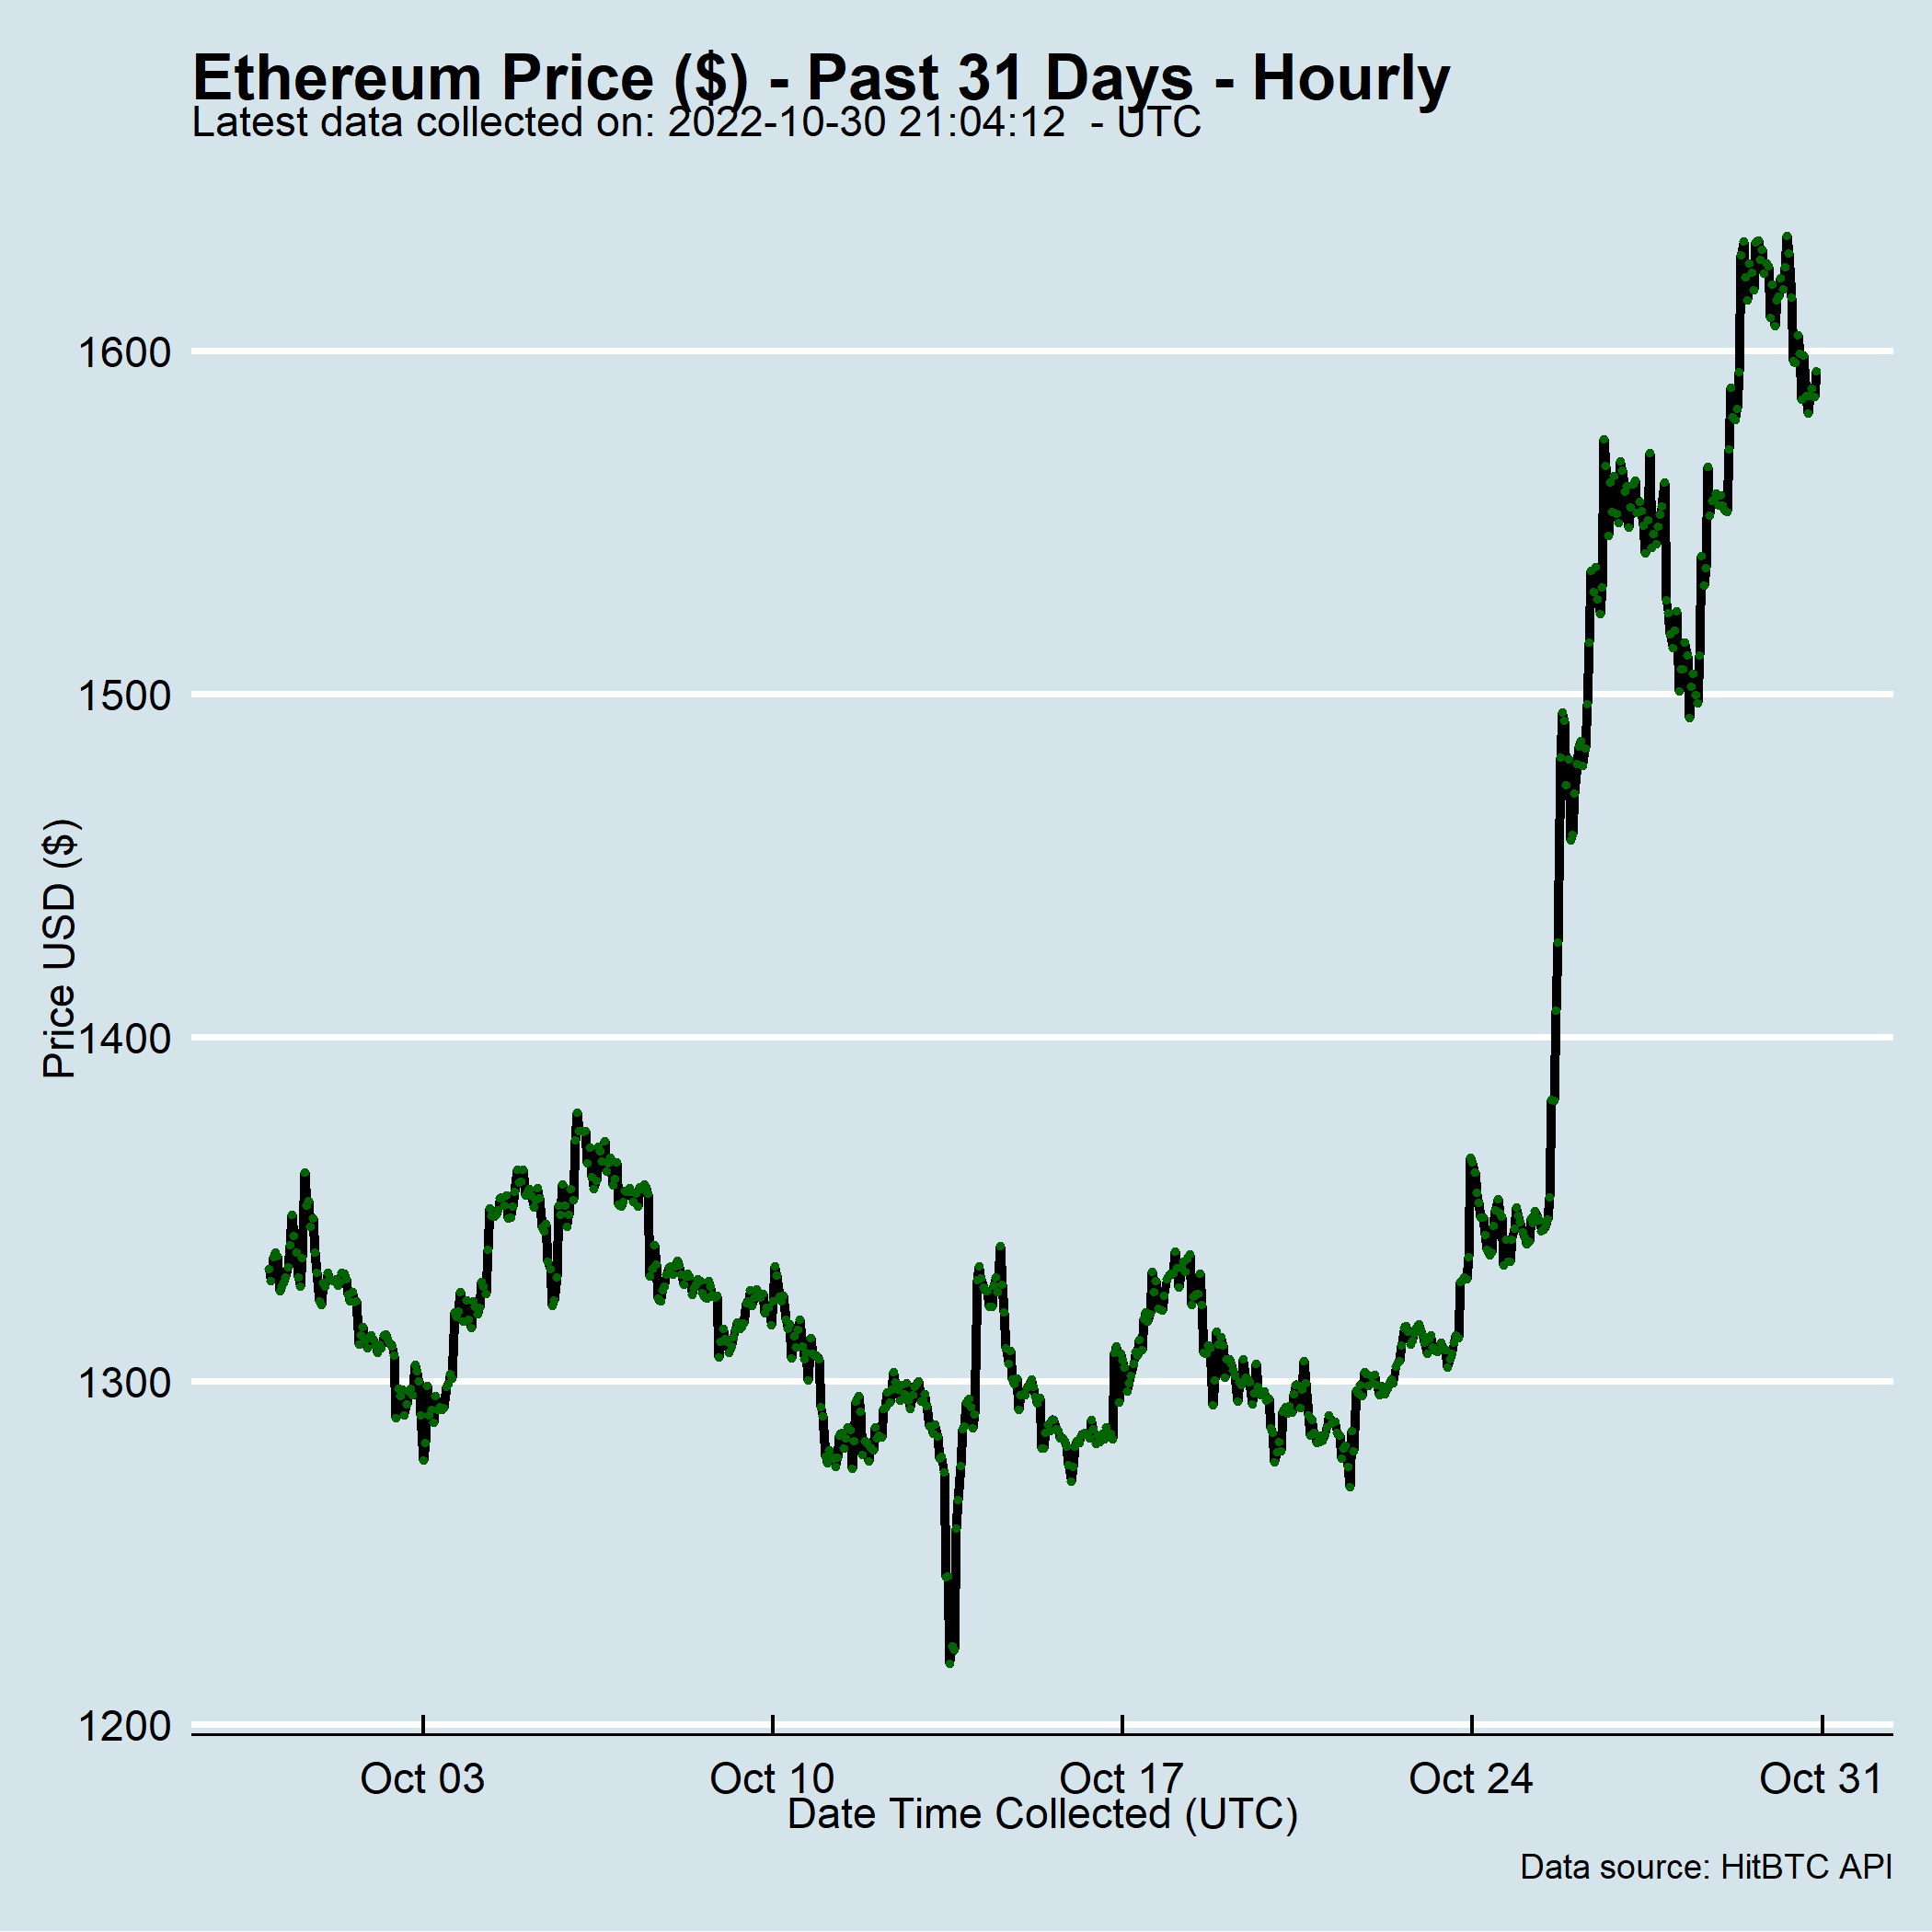 Ethereum Price ($) - Past 31 Days - Hourly
Latest data collected on: 2022-10-30 21:04:12  - UTC
1600
1500
1400
1300
1200
Price USD ($)
Oct 03
Oct 10
Oct 17
Oct 24
Oct 31
Date Time Collected (UTC)
Data source: HitBTC API